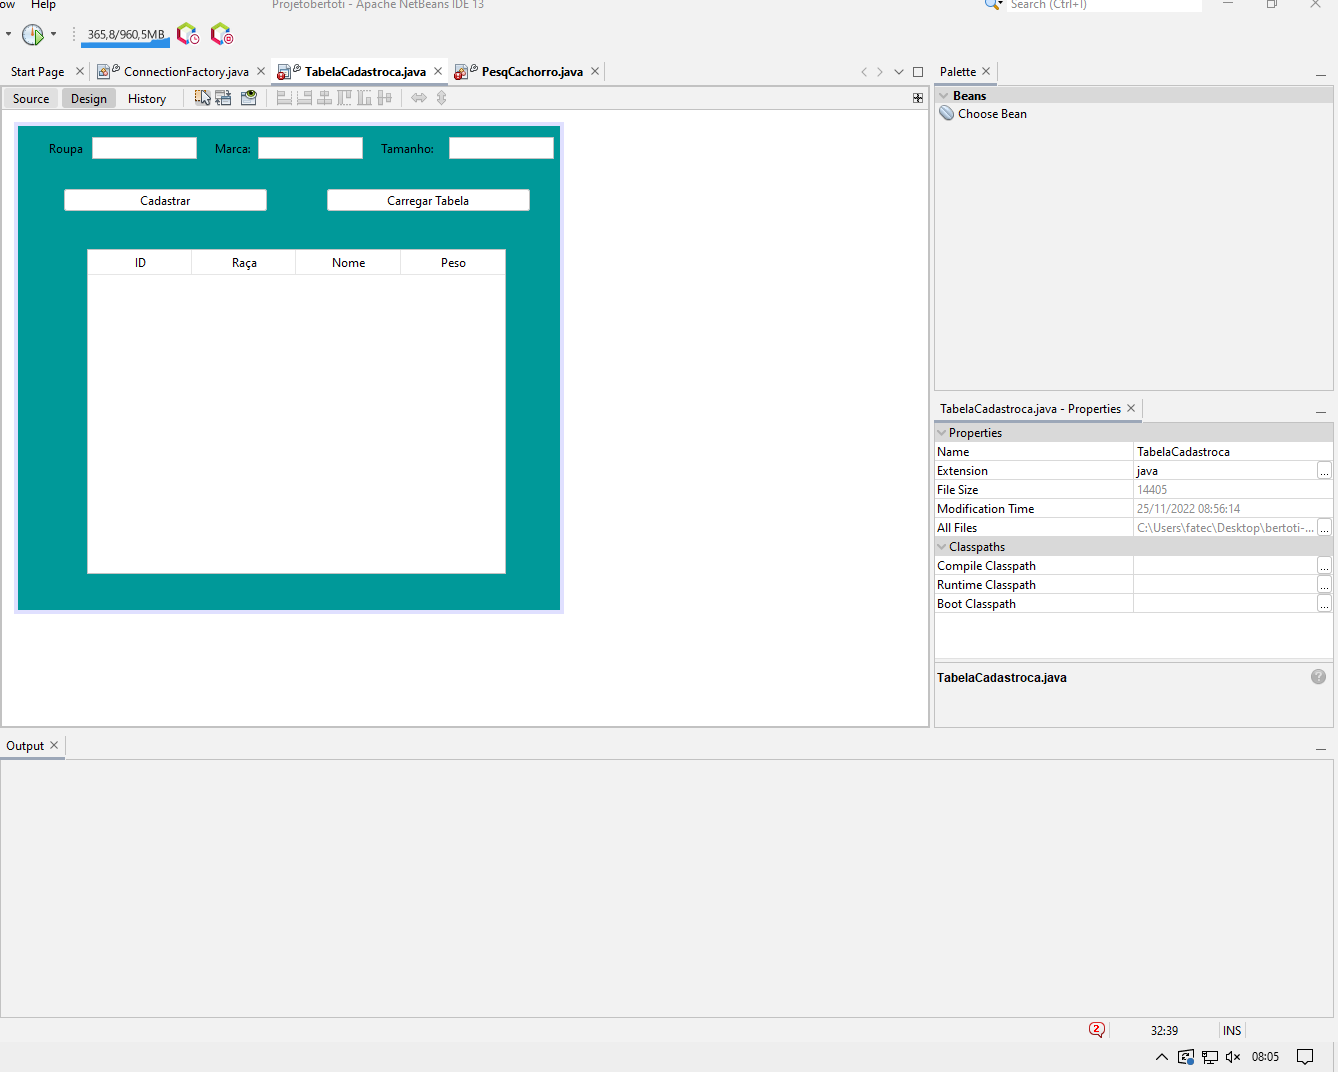 ow Help
Projetobertoti - Apache NetBeans IDE 13
Search (Ctrl+I)
365,8/960,5MB
Start Page ConnectionFactory.java TabelaCadastroca.java PesqCachorro.java
Source Design History
Roupa Marca: Tamanho:
Cadastrar Carregar Tabela
ID Raça Nome Peso
Palette
Beans
Choose Bean
TabelaCadastroca.java - Properties
Properties
Name TabelaCadastroca
Extension java ...
File Size 14405
Modification Time 25/11/2022 08:56:14
All Files C:\Users\fatec\Desktop\bertoti-... ...
Classpaths
Compile Classpath ...
Runtime Classpath ...
Boot Classpath ...
TabelaCadastroca.java
?
Output
2 32:39 INS
08:05